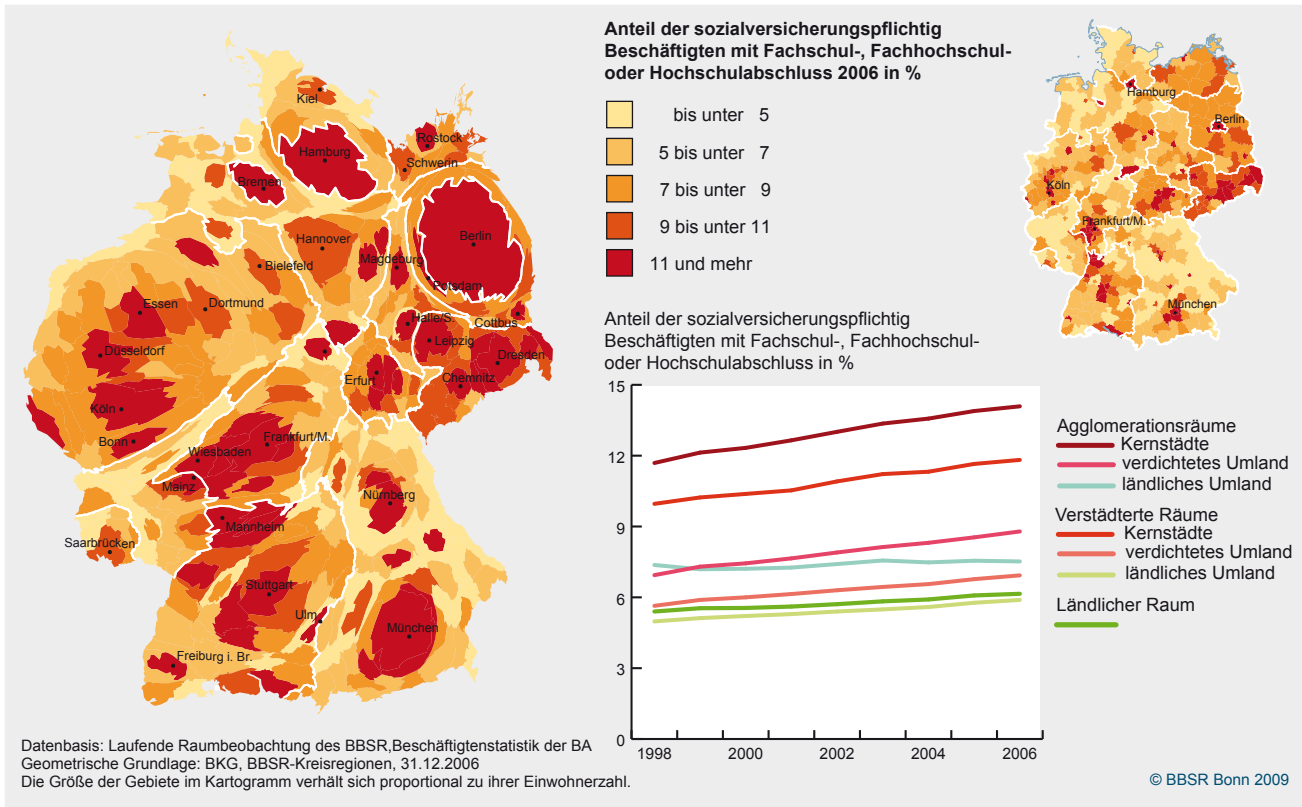 Anteil der sozialversicherungspflichtig
Beschäftigten mit Fachschul-, Fachhochschul-
oder Hochschulabschluss 2006 in %
bis unter 5
5 bis unter 7
7 bis unter 9
9 bis unter 11
11 und mehr
Kiel
Hamburg
Rostock
Schwerin
Bremen
Berlin
Hannover
Magdeburg
Bielefeld
Potsdam
Essen
Dortmund
Halle/S.
Cottbus
Leipzig
Düsseldorf
Dresden
Erfurt
Chemnitz
Köln
Bonn
Frankfurt/M.
Wiesbaden
Mainz
Nürnberg
Mannheim
Saarbrücken
Stuttgart
Ulm
München
Freiburg i. Br.
Hamburg
Berlin
Köln
Frankfurt/M.
München
Anteil der sozialversicherungspflichtig
Beschäftigten mit Fachschul-, Fachhochschul-
oder Hochschulabschluss in %
15
12
9
6
3
0
1998
2000
2002
2004
2006
Agglomerationsräume
Kernstädte
verdichtetes Umland
ländliches Umland
Verstädterte Räume
Kernstädte
verdichtetes Umland
ländliches Umland
Ländlicher Raum
Datenbasis: Laufende Raumbeobachtung des BBSR,Beschäftigtenstatistik der BA
Geometrische Grundlage: BKG, BBSR-Kreisregionen, 31.12.2006
Die Größe der Gebiete im Kartogramm verhält sich proportional zu ihrer Einwohnerzahl.
© BBSR Bonn 2009